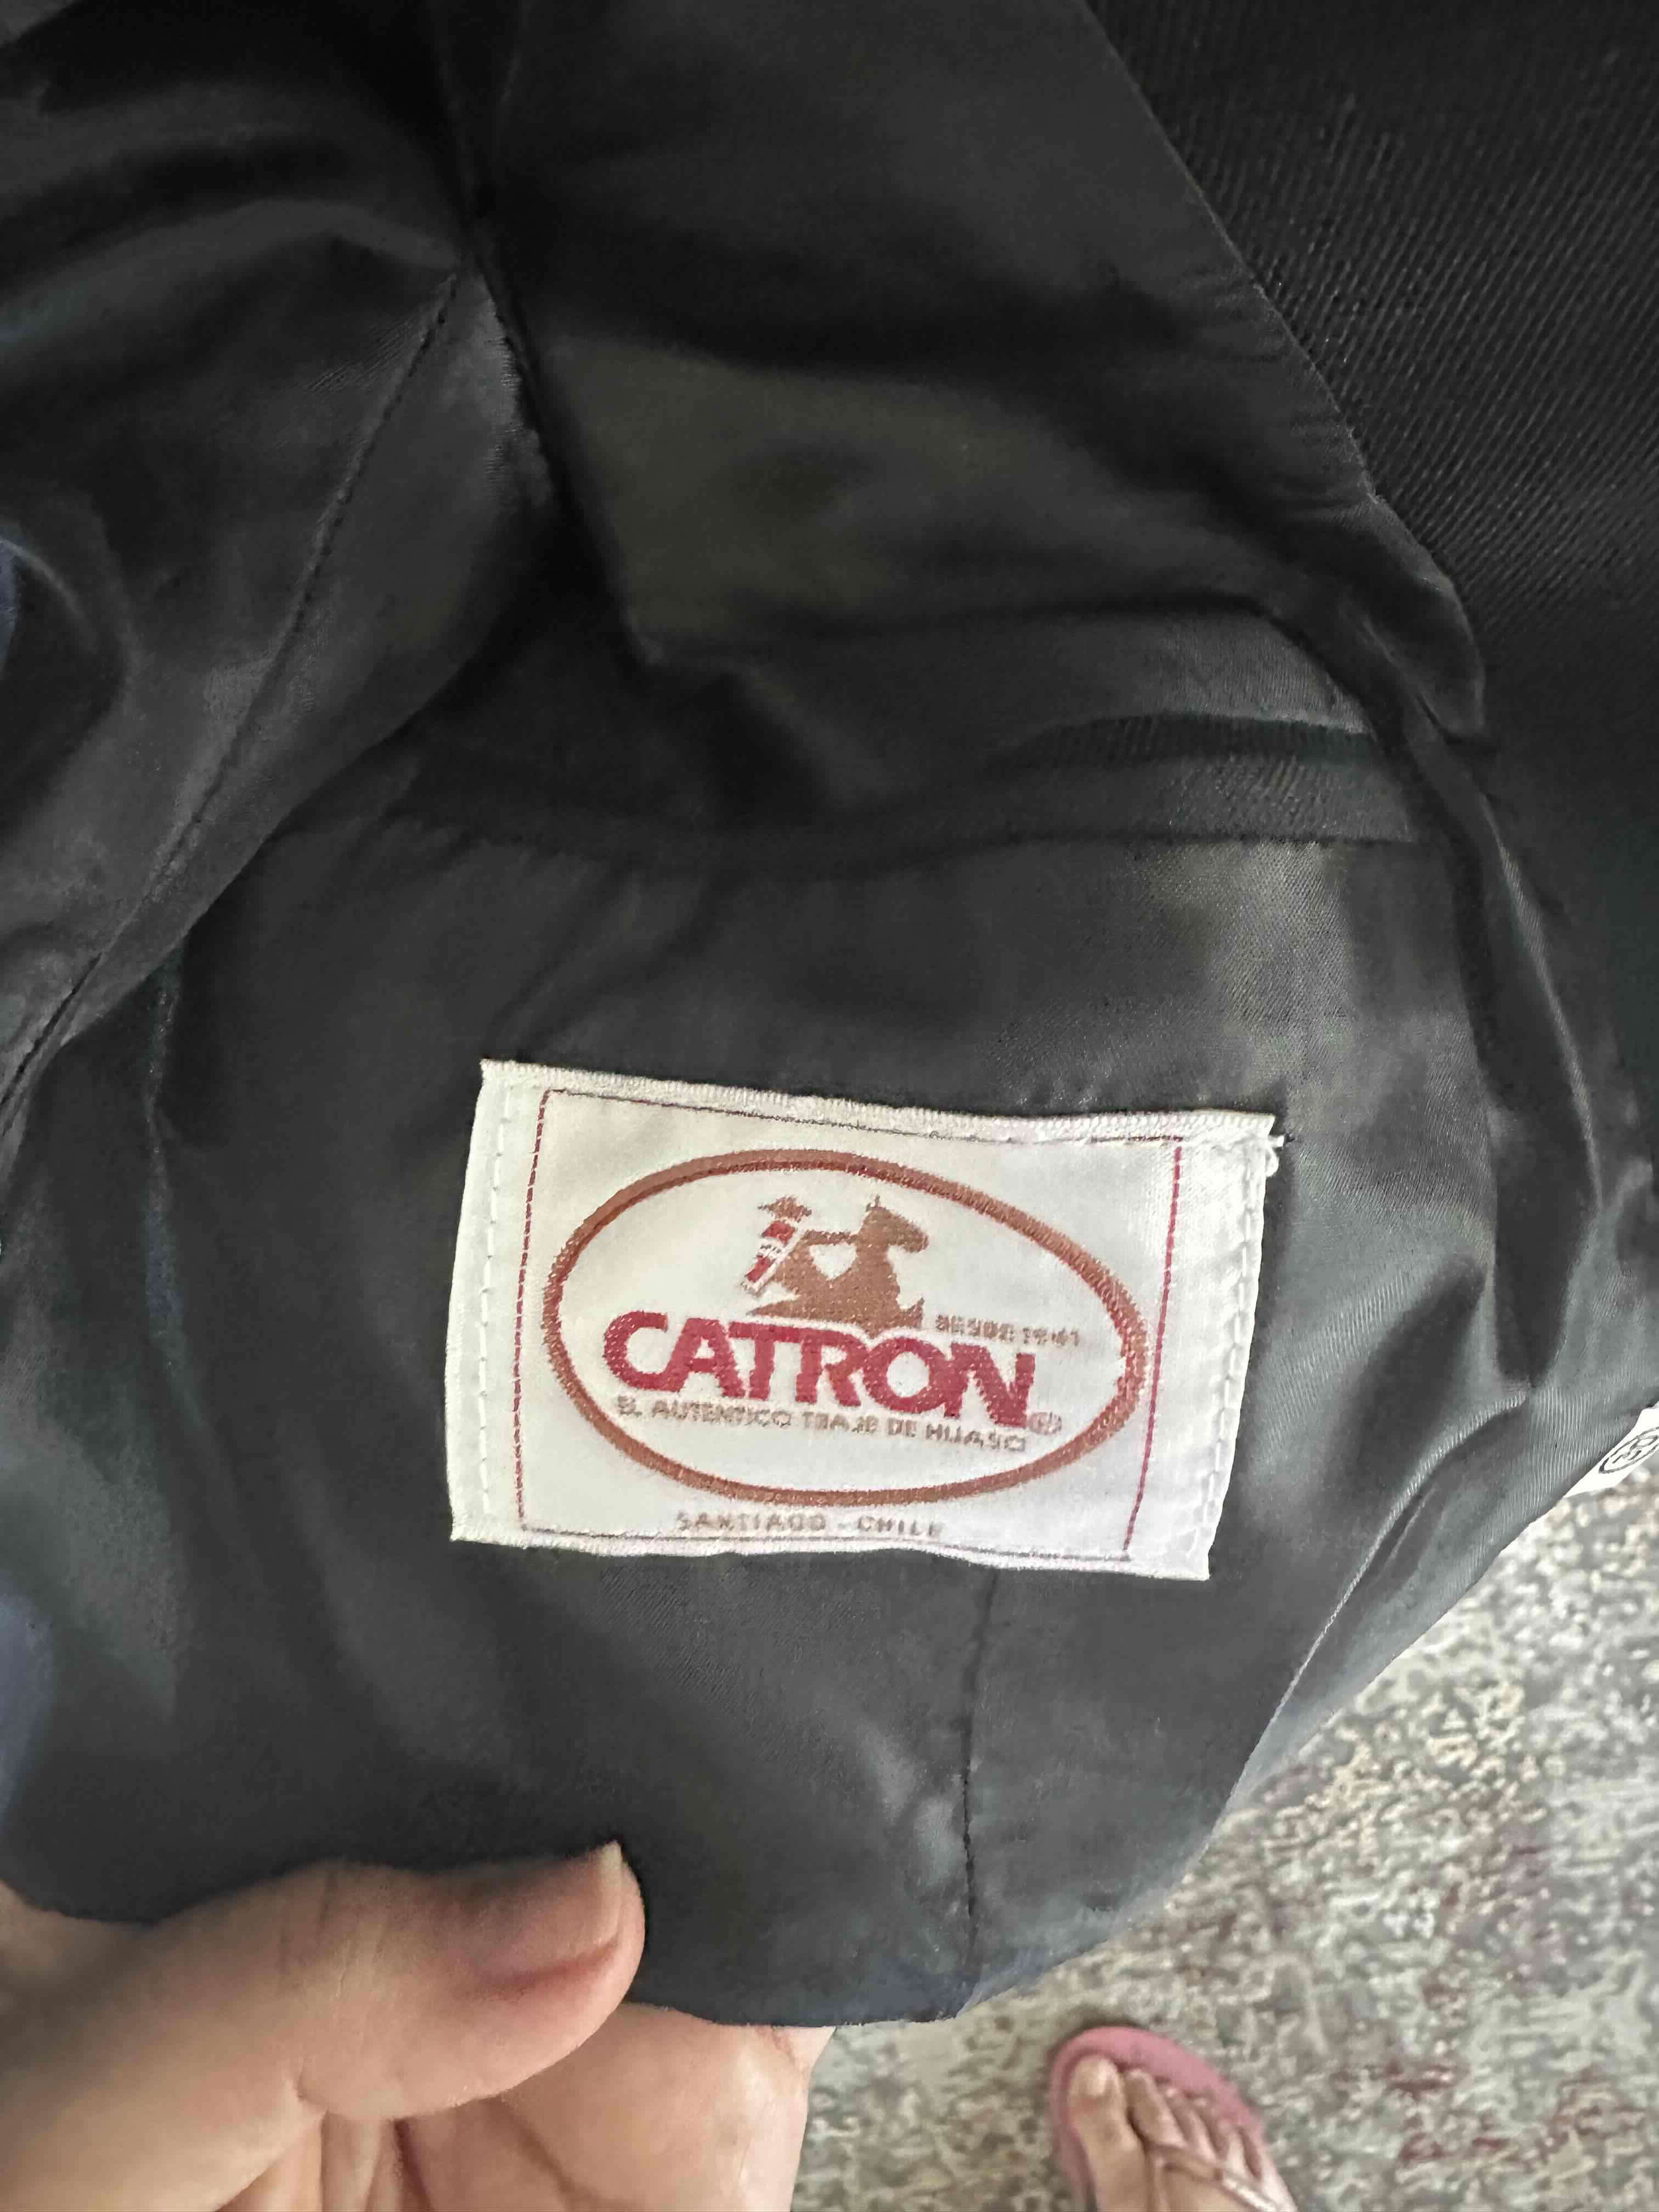 DESDE 1941
CATRON®
EL AUTENTICO TRAJE DE HUASO
SANTIAGO - CHILE